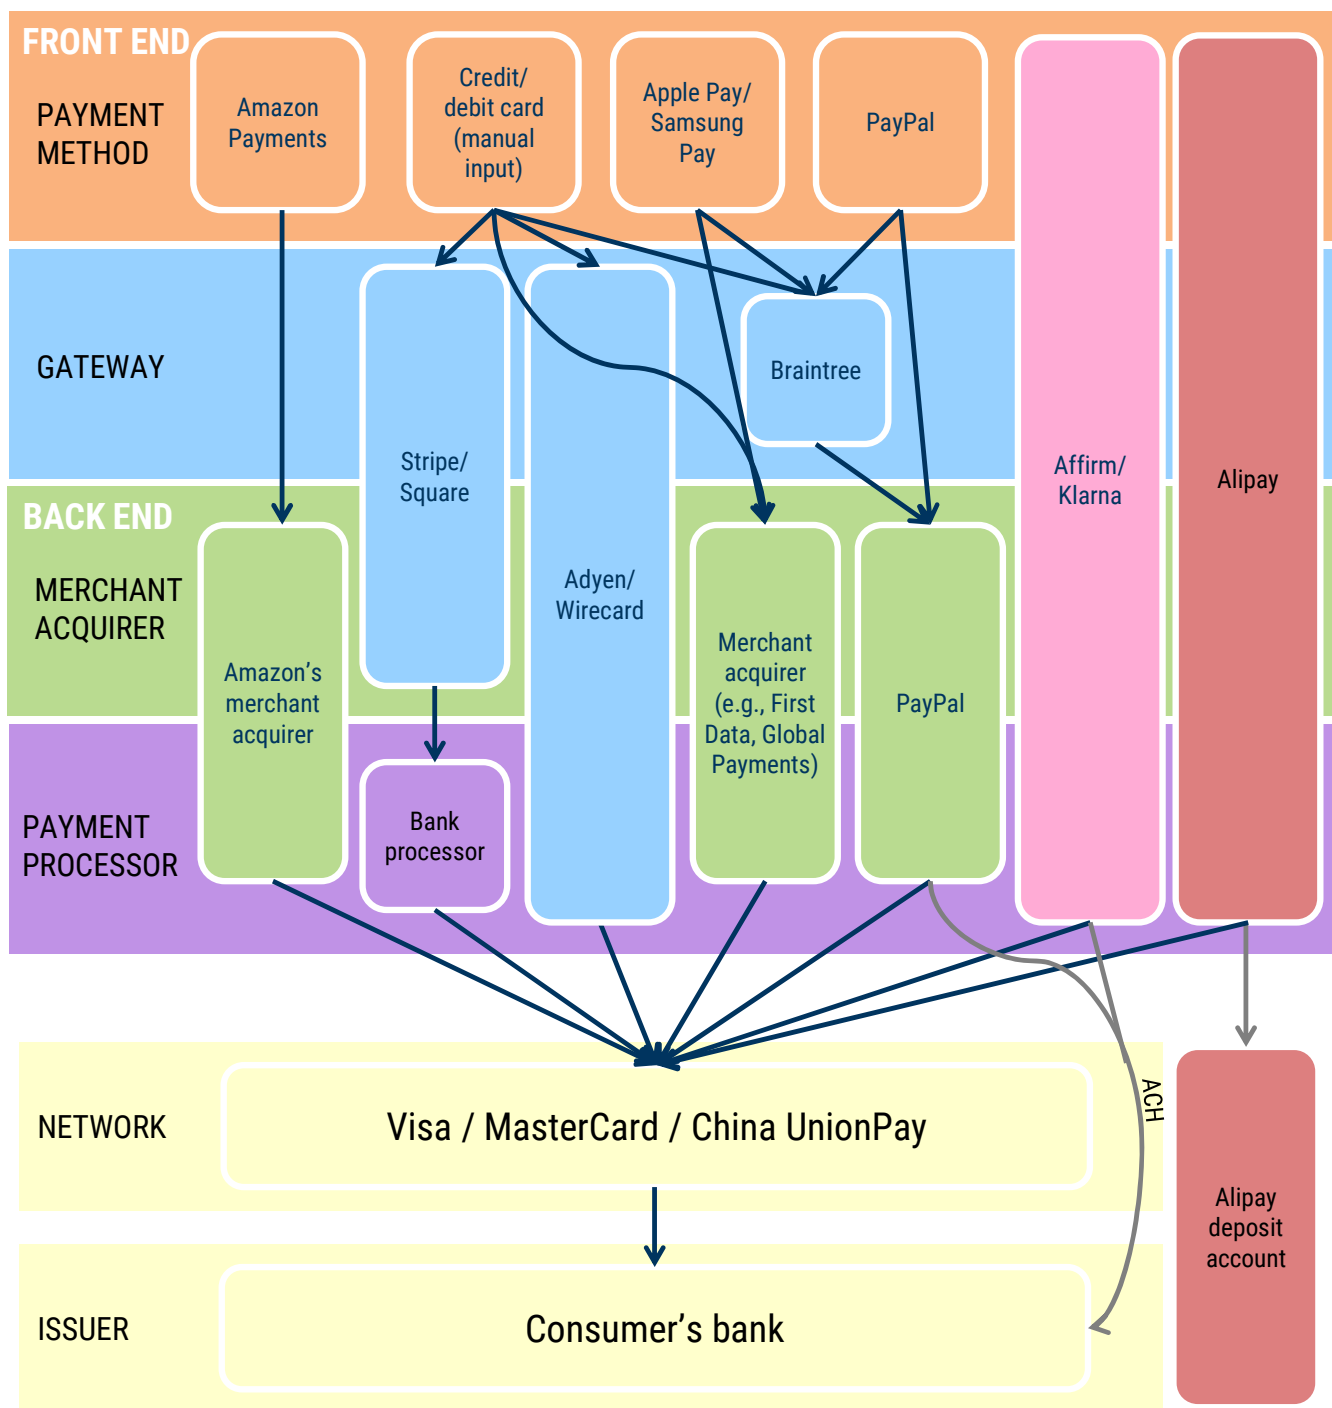 FRONT END
PAYMENT
METHOD
Amazon
Payments
Credit/
debit card
(manual
input)
Apple Pay/
Samsung
Pay
PayPal
GATEWAY
Stripe/
Square
Adyen/
Wirecard
Braintree
Affirm/
Klarna
Alipay
BACK END
MERCHANT
ACQUIRER
Amazon’s
merchant
acquirer
Merchant
acquirer
(e.g., First
Data, Global
Payments)
PayPal
PAYMENT
PROCESSOR
Bank
processor
NETWORK
Visa / MasterCard / China UnionPay
ACH
Alipay
deposit
account
ISSUER
Consumer’s bank